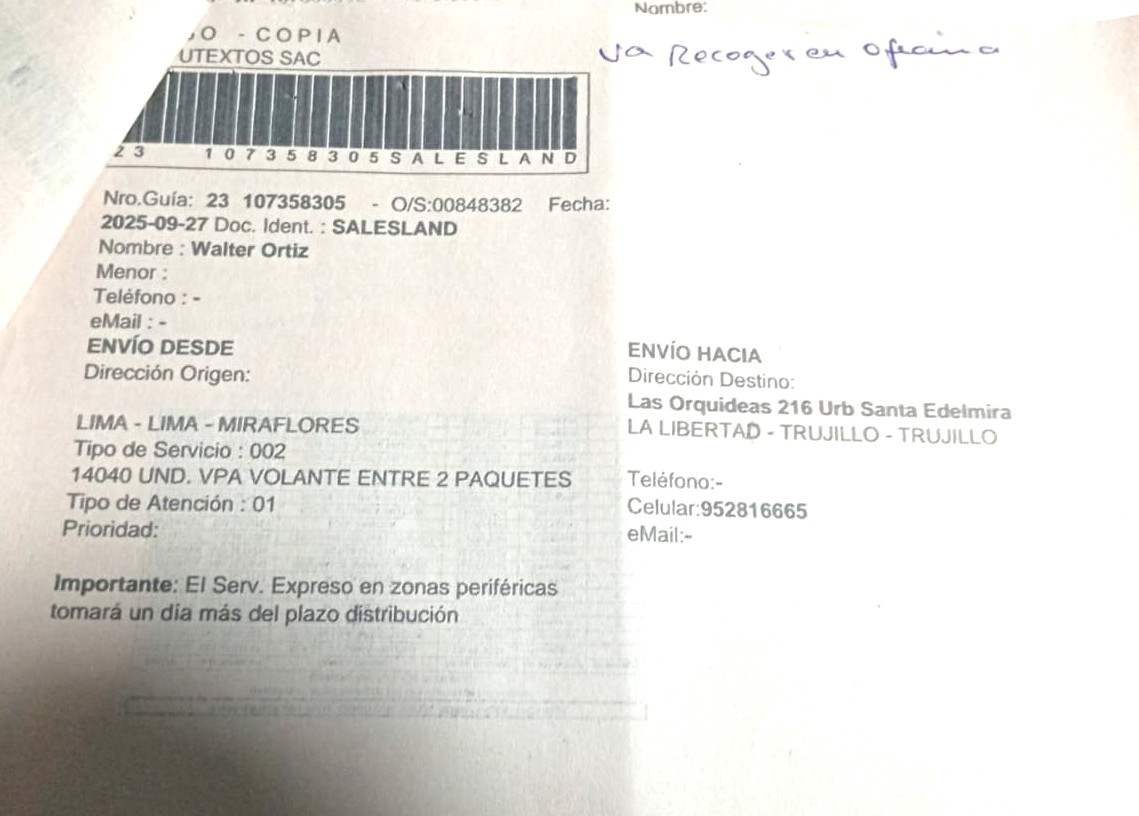 Nombre:
O - COPIA
UTEXTOS SAC
Va Recoger en Oficina
23 107358305SALESLAND
Nro.Guía: 23 107358305 - O/S:00848382 Fecha:
2025-09-27 Doc. Ident. : SALESLAND
Nombre : Walter Ortiz
Menor :
Teléfono : -
eMail : -
ENVÍO DESDE
Dirección Origen:
LIMA - LIMA - MIRAFLORES
Tipo de Servicio : 002
14040 UND. VPA VOLANTE ENTRE 2 PAQUETES
Tipo de Atención : 01
Prioridad:
Importante: El Serv. Expreso en zonas periféricas
tomará un día más del plazo distribución
ENVÍO HACIA
Dirección Destino:
Las Orquideas 216 Urb Santa Edelmira
LA LIBERTAD - TRUJILLO - TRUJILLO
Teléfono:-
Celular:952816665
eMail:-